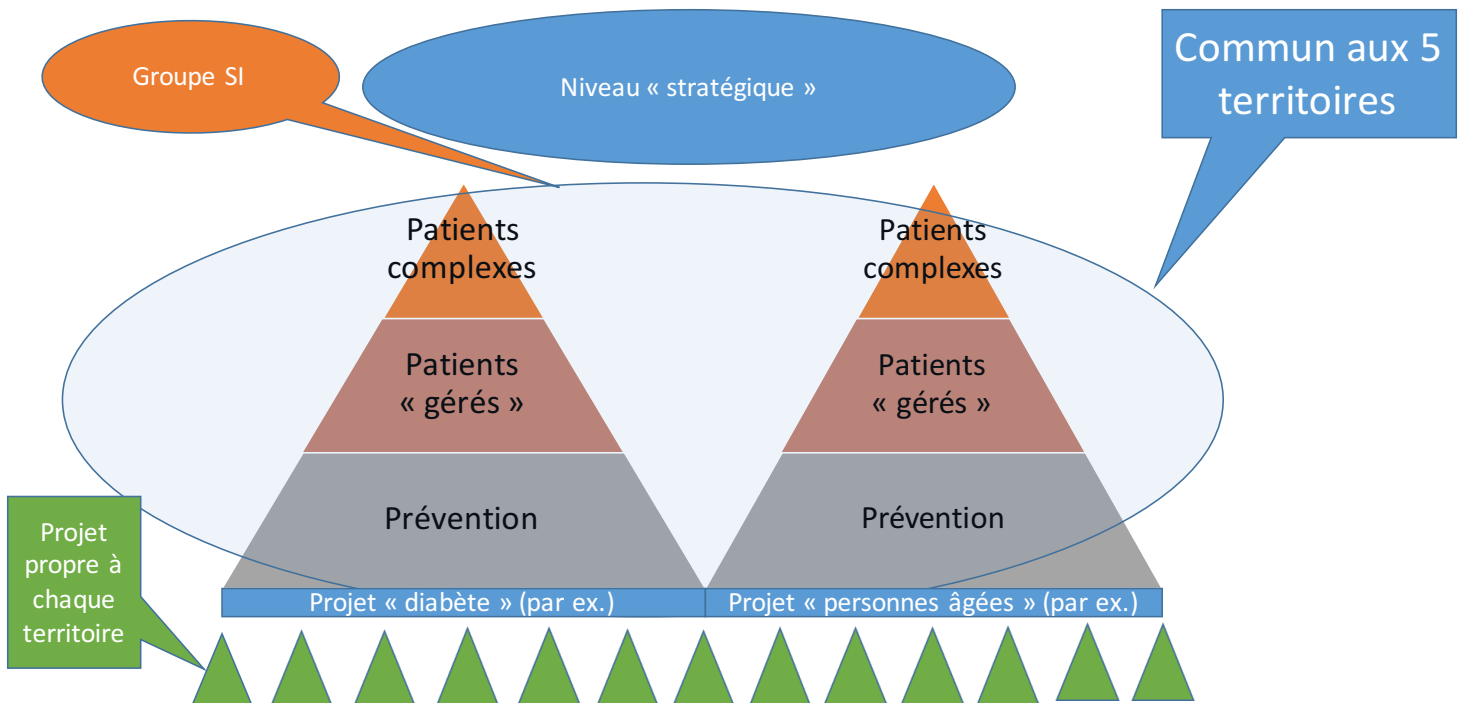 Groupe SI
Niveau « stratégique »
Commun aux 5
territoires
Patients
complexes
Patients
« gérés »
Prévention
Patients
complexes
Patients
« gérés »
Prévention
Projet
propre à
chaque
territoire
Projet « diabète » (par ex.)
Projet « personnes âgées » (par ex.)